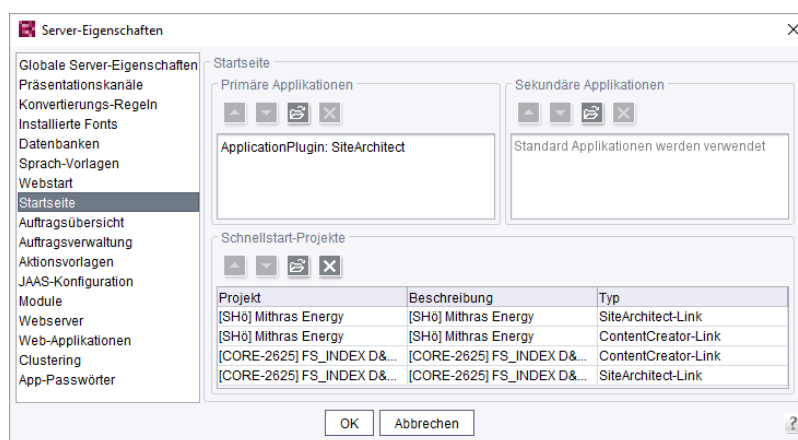 Server-Eigenschaften
Globale Server-Eigenschaften
Präsentationskanäle
Konvertierungs-Regeln
Installierte Fonts
Datenbanken
Sprach-Vorlagen
Webstart
Startseite
Auftragsübersicht
Auftragsverwaltung
Aktionsvorlagen
JAAS-Konfiguration
Module
Webserver
Web-Applikationen
Clustering
App-Passwörter
Startseite
Primäre Applikationen
ApplicationPlugin: SiteArchitect
Sekundäre Applikationen
Standard Applikationen werden verwendet
Schnellstart-Projekte
Projekt Beschreibung Typ
[SHö] Mithras Energy [SHö] Mithras Energy SiteArchitect-Link
[SHö] Mithras Energy [SHö] Mithras Energy ContentCreator-Link
[CORE-2625] FS_INDEX D&... [CORE-2625] FS_INDEX D&... ContentCreator-Link
[CORE-2625] FS_INDEX D&... [CORE-2625] FS_INDEX D&... SiteArchitect-Link
OK Abbrechen
?